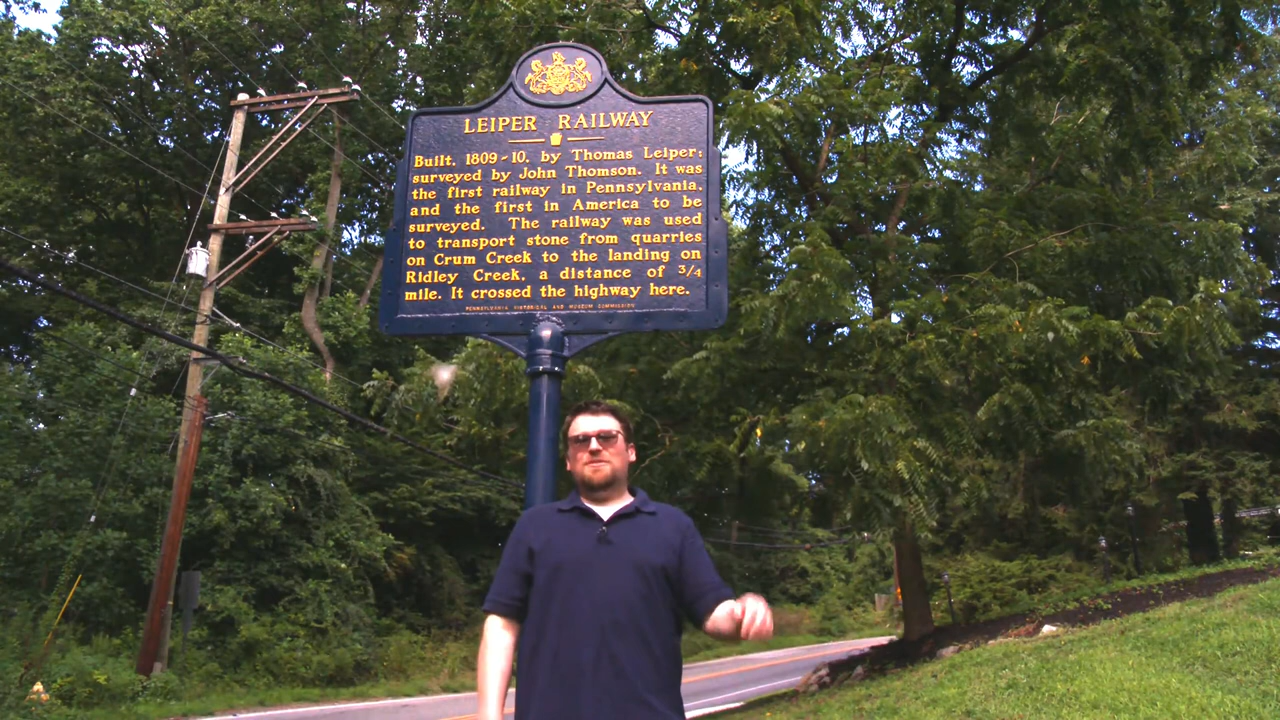 LEIPER RAILWAY
Built, 1809-10, by Thomas Leiper;
surveyed by John Thomson. It was
the first railway in Pennsylvania,
and the first in America to be
surveyed. The railway was used
to transport stone from quarries
on Crum Creek to the landing on
Ridley Creek, a distance of 3/4
mile. It crossed the highway here.
PENNSYLVANIA HISTORICAL AND MUSEUM COMMISSION